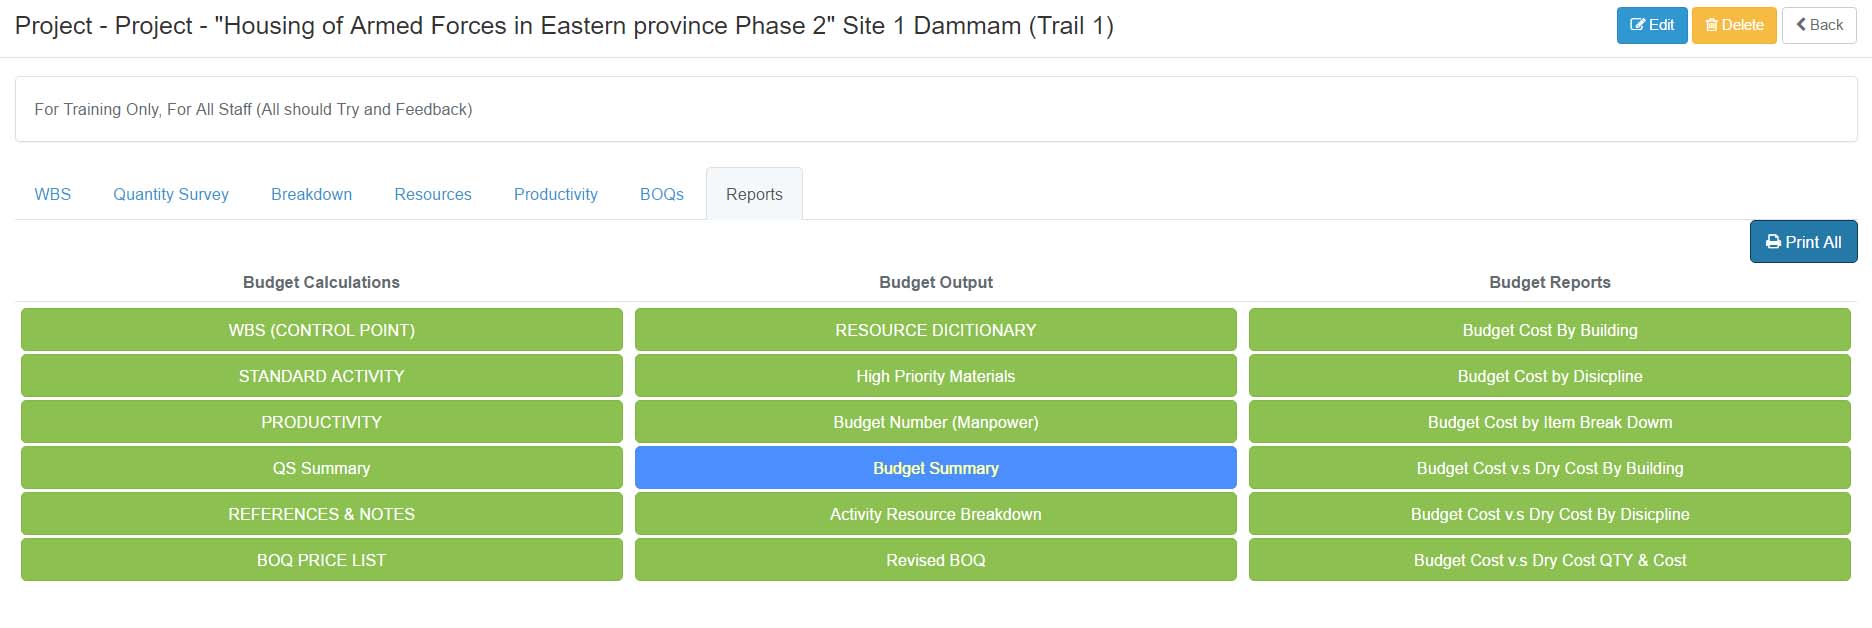 Project - Project - "Housing of Armed Forces in Eastern province Phase 2" Site 1 Dammam (Trail 1)
Edit
Delete
Back
For Training Only, For All Staff (All should Try and Feedback)
WBS
Quantity Survey
Breakdown
Resources
Productivity
BOQs
Reports
Print All
Budget Calculations
WBS (CONTROL POINT)
STANDARD ACTIVITY
PRODUCTIVITY
QS Summary
REFERENCES & NOTES
BOQ PRICE LIST
Budget Output
RESOURCE DICITIONARY
High Priority Materials
Budget Number (Manpower)
Budget Summary
Activity Resource Breakdown
Revised BOQ
Budget Reports
Budget Cost By Building
Budget Cost by Disicpline
Budget Cost by Item Break Dowm
Budget Cost v.s Dry Cost By Building
Budget Cost v.s Dry Cost By Disicpline
Budget Cost v.s Dry Cost QTY & Cost